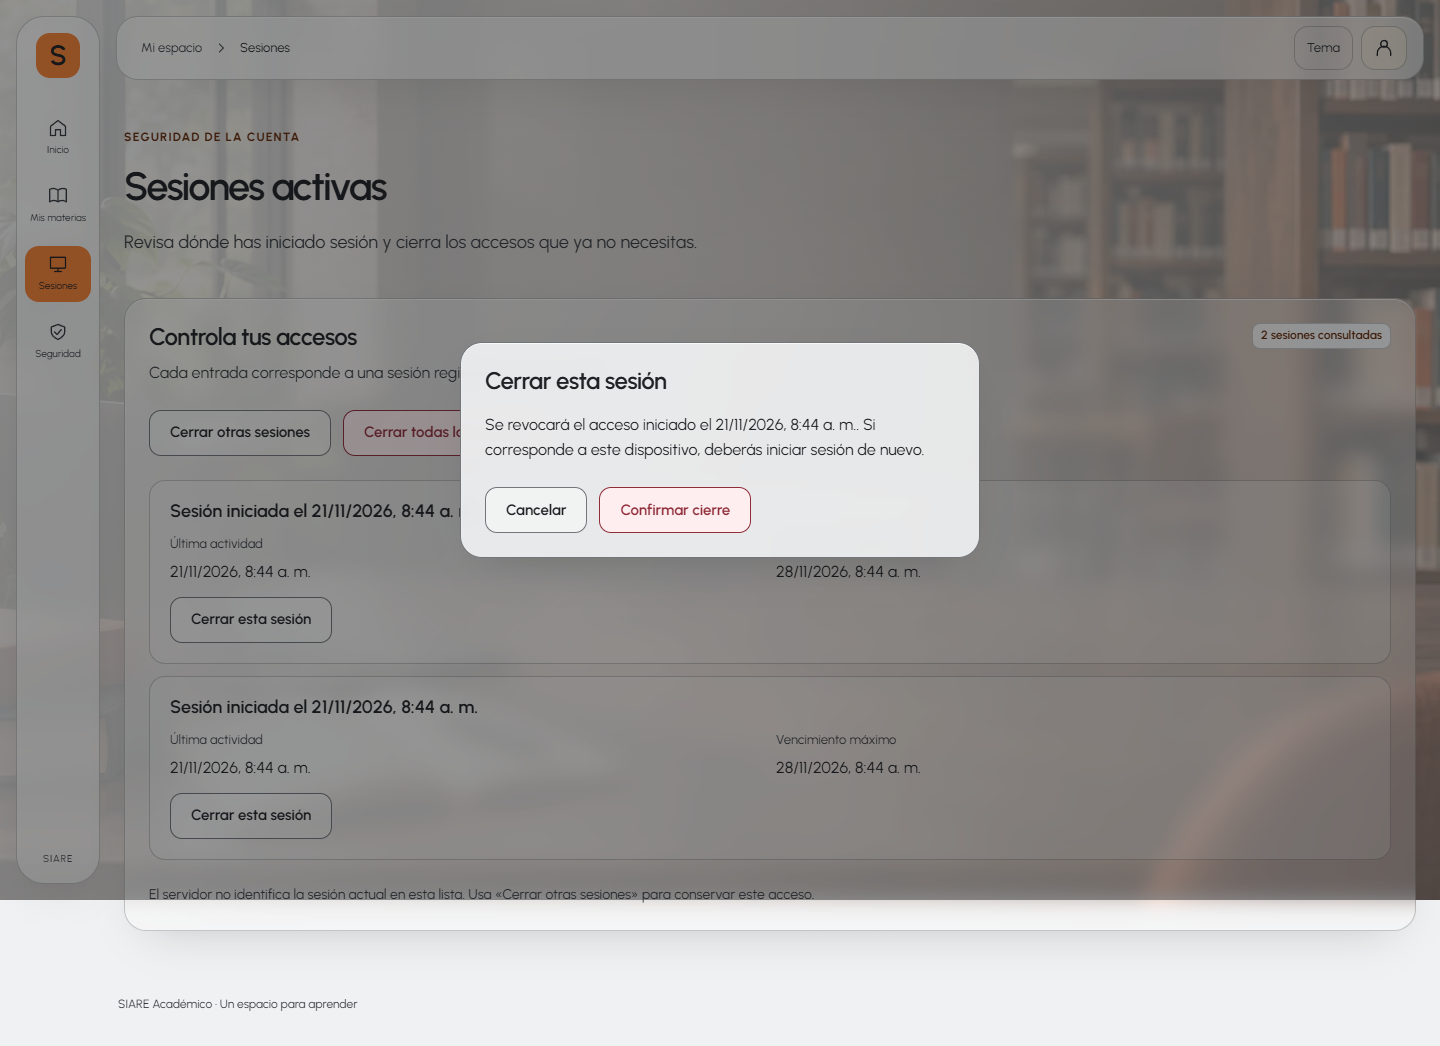 S
Mi espacio > Sesiones
Tema
Inicio
Mis materias
Sesiones
Seguridad
SIARE
SEGURIDAD DE LA CUENTA
Sesiones activas
Revisa dónde has iniciado sesión y cierra los accesos que ya no necesitas.
Controla tus accesos
2 sesiones consultadas
Cada entrada corresponde a una sesión
Cerrar otras sesiones
Cerrar todas
Cerrar esta sesión
Se revocará el acceso iniciado el 21/11/2026, 8:44 a. m.. Si
corresponde a este dispositivo, deberás iniciar sesión de nuevo.
Cancelar
Confirmar cierre
Sesión iniciada el 21/11/2026, 8:44 a.
Última actividad
21/11/2026, 8:44 a. m.
28/11/2026, 8:44 a. m.
Cerrar esta sesión
Sesión iniciada el 21/11/2026, 8:44 a. m.
Última actividad
Vencimiento máximo
21/11/2026, 8:44 a. m.
28/11/2026, 8:44 a. m.
Cerrar esta sesión
El servidor no identifica la sesión actual en esta lista. Usa «Cerrar otras sesiones» para conservar este acceso.
SIARE Académico · Un espacio para aprender